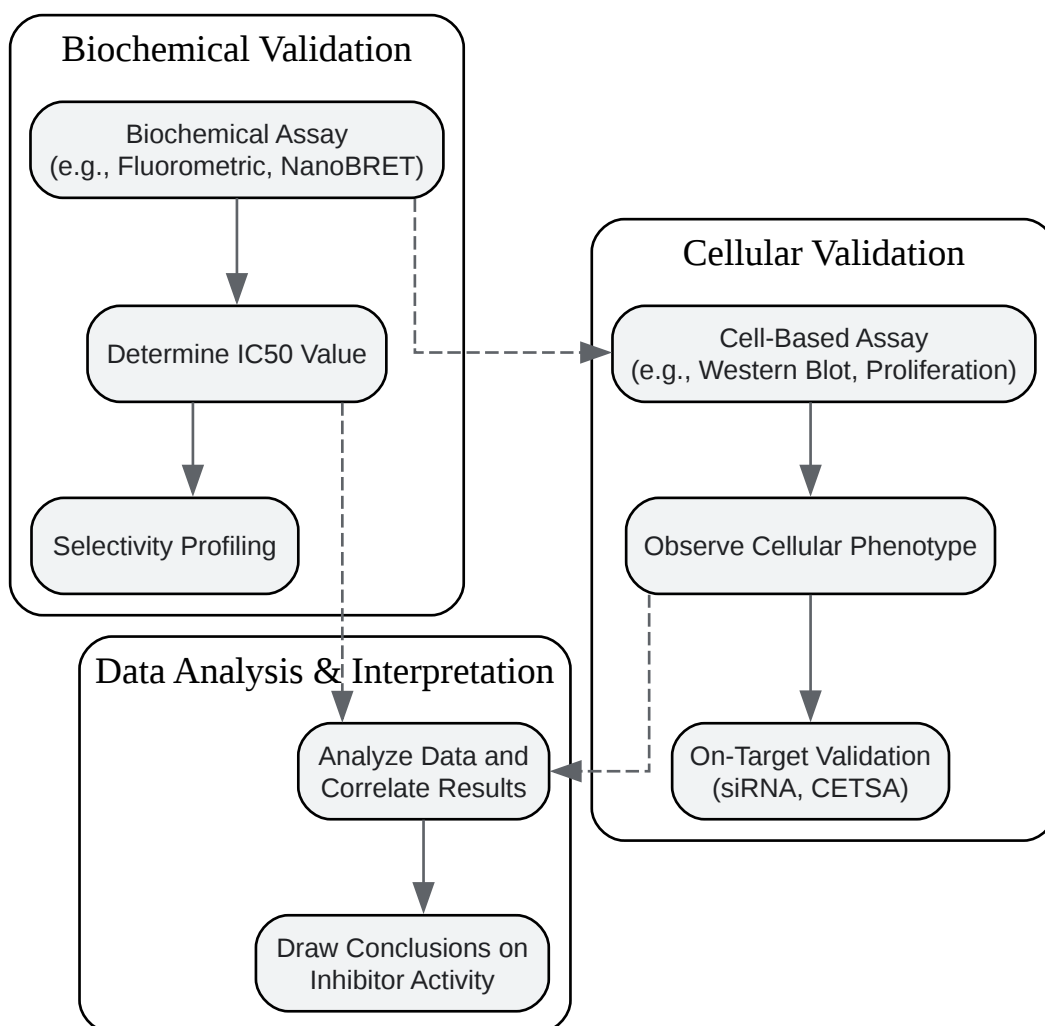 Biochemical Validation
Biochemical Assay
(e.g., Fluorometric, NanoBRET)
Determine IC50 Value
Selectivity Profiling
Cellular Validation
Cell-Based Assay
(e.g., Western Blot, Proliferation)
Observe Cellular Phenotype
On-Target Validation
(siRNA, CETSA)
Data Analysis & Interpretation
Analyze Data and
Correlate Results
Draw Conclusions on
Inhibitor Activity